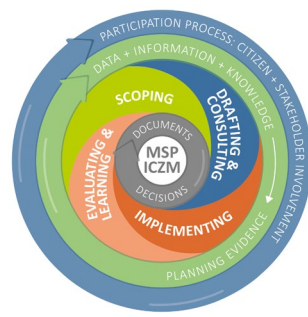 PARTICIPATION PROCESS: CITIZEN + STAKEHOLDER INVOLVEMENT
DATA + INFORMATION + KNOWLEDGE
PLANNING EVIDENCE
SCOPING
DRAFTING &
CONSULTING
IMPLEMENTING
EVALUATING &
LEARNING
DOCUMENTS
MSP
ICZM
DECISIONS